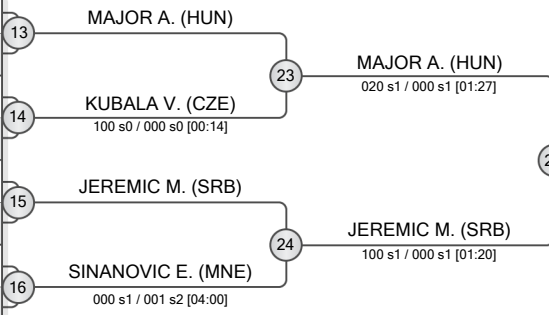 MAJOR A. (HUN)
13
23
MAJOR A. (HUN)
020 s1 / 000 s1 [01:27]
KUBALA V. (CZE)
14
100 s0 / 000 s0 [00:14]
JEREMIC M. (SRB)
15
24
JEREMIC M. (SRB)
100 s1 / 000 s1 [01:20]
SINANOVIC E. (MNE)
16
000 s1 / 001 s2 [04:00]